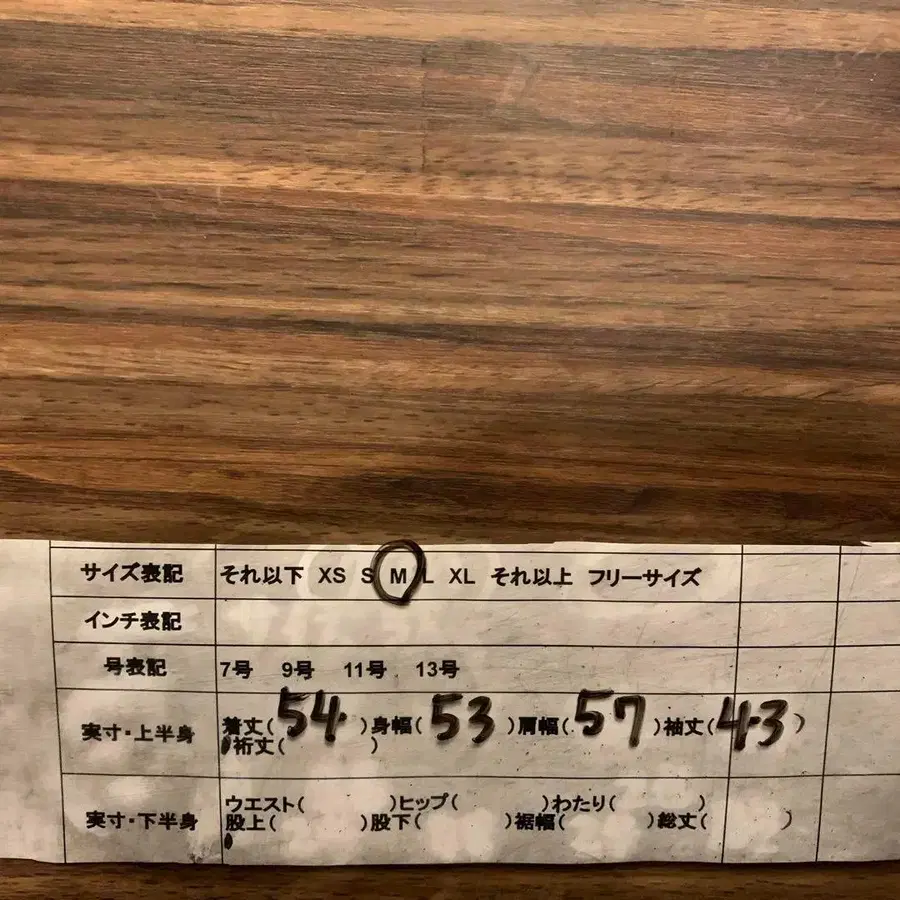 サイズ表記 それ以下 XS S M L XL それ以上 フリーサイズ
インチ表記
号表記 7号 9号 11号 13号
実寸・上半身 着丈(54)身幅(53)肩幅(57)袖丈(43)
裄丈( )
実寸・下半身 ウエスト( )ヒップ( )わたり( )
股上( )股下( )裾幅( )総丈( )